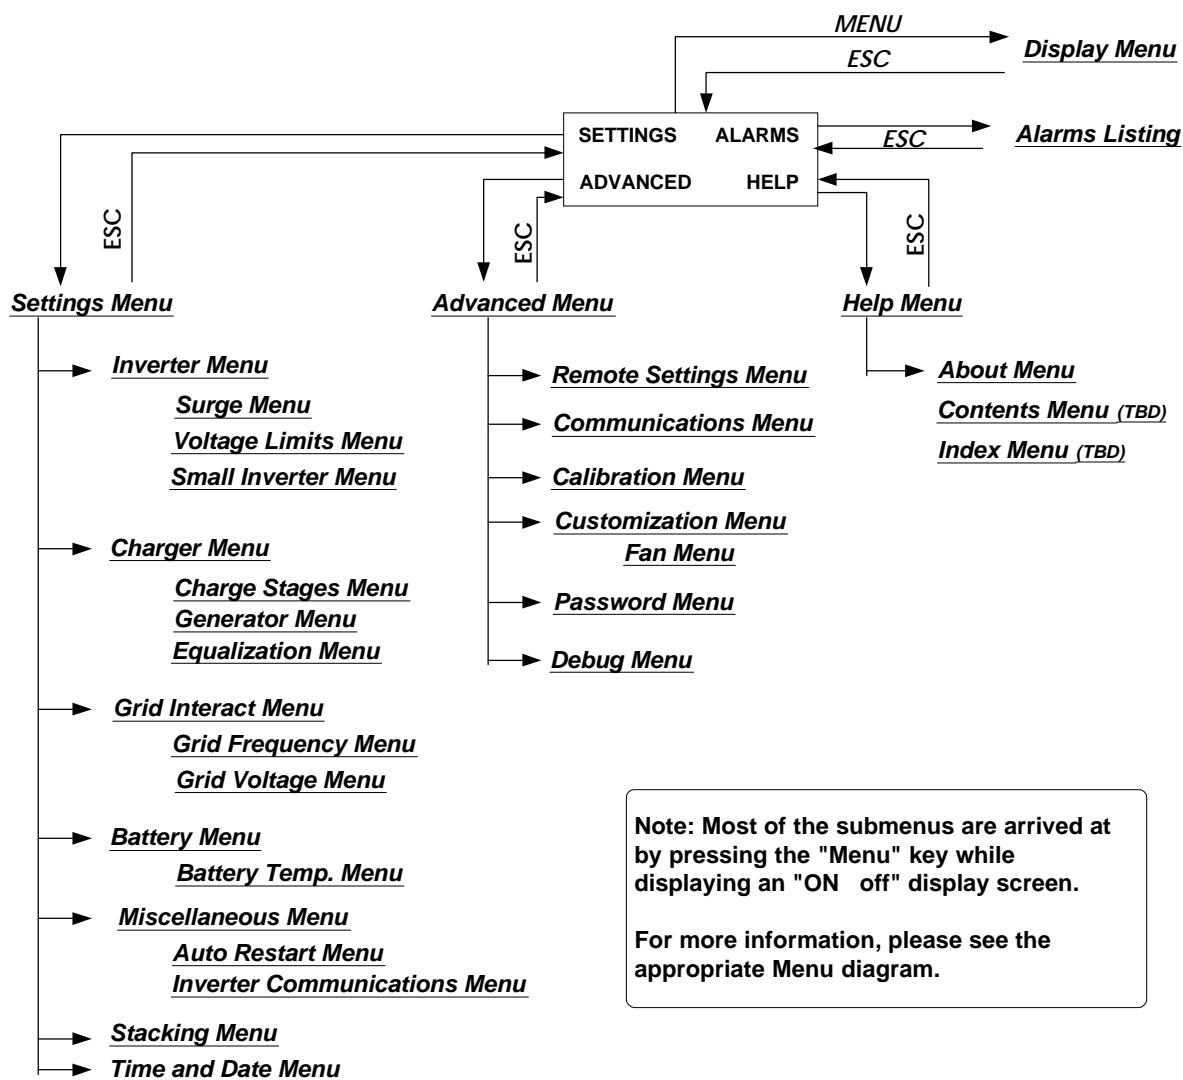 MENU
Display Menu
ESC
SETTINGS ALARMS
ESC
Alarms Listing
ADVANCED HELP
ESC
ESC
ESC
Settings Menu
Inverter Menu
Surge Menu
Voltage Limits Menu
Small Inverter Menu
Charger Menu
Charge Stages Menu
Generator Menu
Equalization Menu
Grid Interact Menu
Grid Frequency Menu
Grid Voltage Menu
Battery Menu
Battery Temp. Menu
Miscellaneous Menu
Auto Restart Menu
Inverter Communications Menu
Stacking Menu
Time and Date Menu
Advanced Menu
Remote Settings Menu
Communications Menu
Calibration Menu
Customization Menu
Fan Menu
Password Menu
Debug Menu
Help Menu
About Menu
Contents Menu (TBD)
Index Menu (TBD)
Note: Most of the submenus are arrived at
by pressing the "Menu" key while
displaying an "ON off" display screen.
For more information, please see the
appropriate Menu diagram.